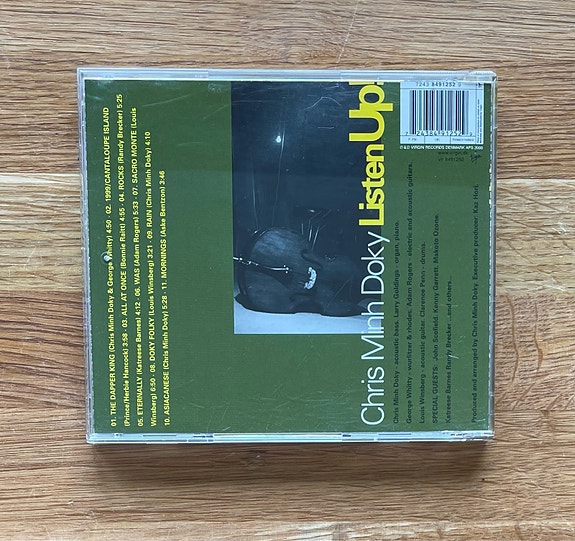 01. THE DAPPER KING (Chris Minh Doky & George Whitty) 4:50 · 02. 1999/CANTALOUPE ISLAND
(Prince/Herbie Hancock) 3:58 · 03. ALL AT ONCE (Bonnie Raitt) 4:55 · 04. ROCKS (Randy Brecker) 5:25
05. ETERNALLY (Katreese Barnes) 4:12 · 06. WAS (Adam Rogers) 5:33 · 07. SACRO MONTE (Louis
Winsberg) 6:50 · 08. DOKY FOLKY (Louis Winsberg) 3:21 · 09. RAIN (Chris Minh Doky) 4:10
10. ASIACANESE (Chris Minh Doky) 5:28 · 11. MORNINGS (Aske Bentzon) 3:46
Chris Minh Doky Listen Up!
Chris Minh Doky - acoustic bass. Larry Goldings - organ, piano.
George Whitty - wurlitzer & rhodes. Adam Rogers - electric and acoustic guitars.
Louis Winsberg - acoustic guitar. Clarence Penn - drums.
SPECIAL GUESTS: John Scofield. Kenny Garrett. Makoto Ozone.
Katreese Barnes Randy Brecker ...and others...
Produced and arranged by Chris Minh Doky. Executive producer: Kaz Hori.
7243 8491252
VIRGIN RECORDS DENMARK APS 2000